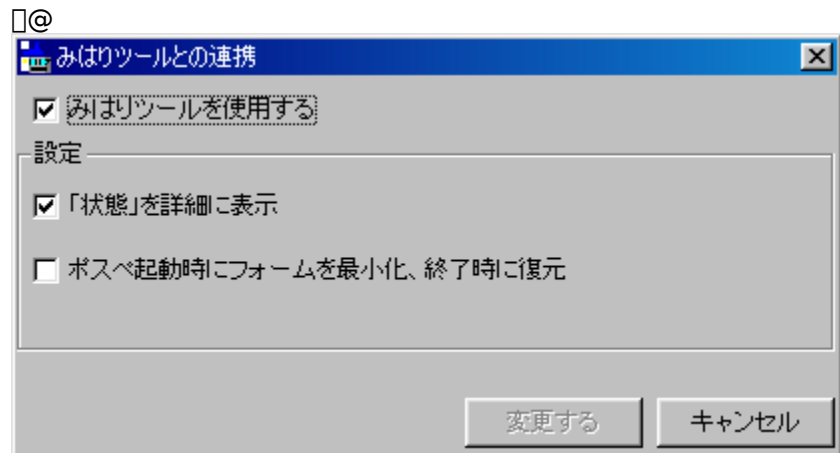 ▯@
みはりツールとの連携
みはりツールを使用する
設定
「状態」を詳細に表示
ポスペ起動時にフォームを最小化、終了時に復元
変更する キャンセル